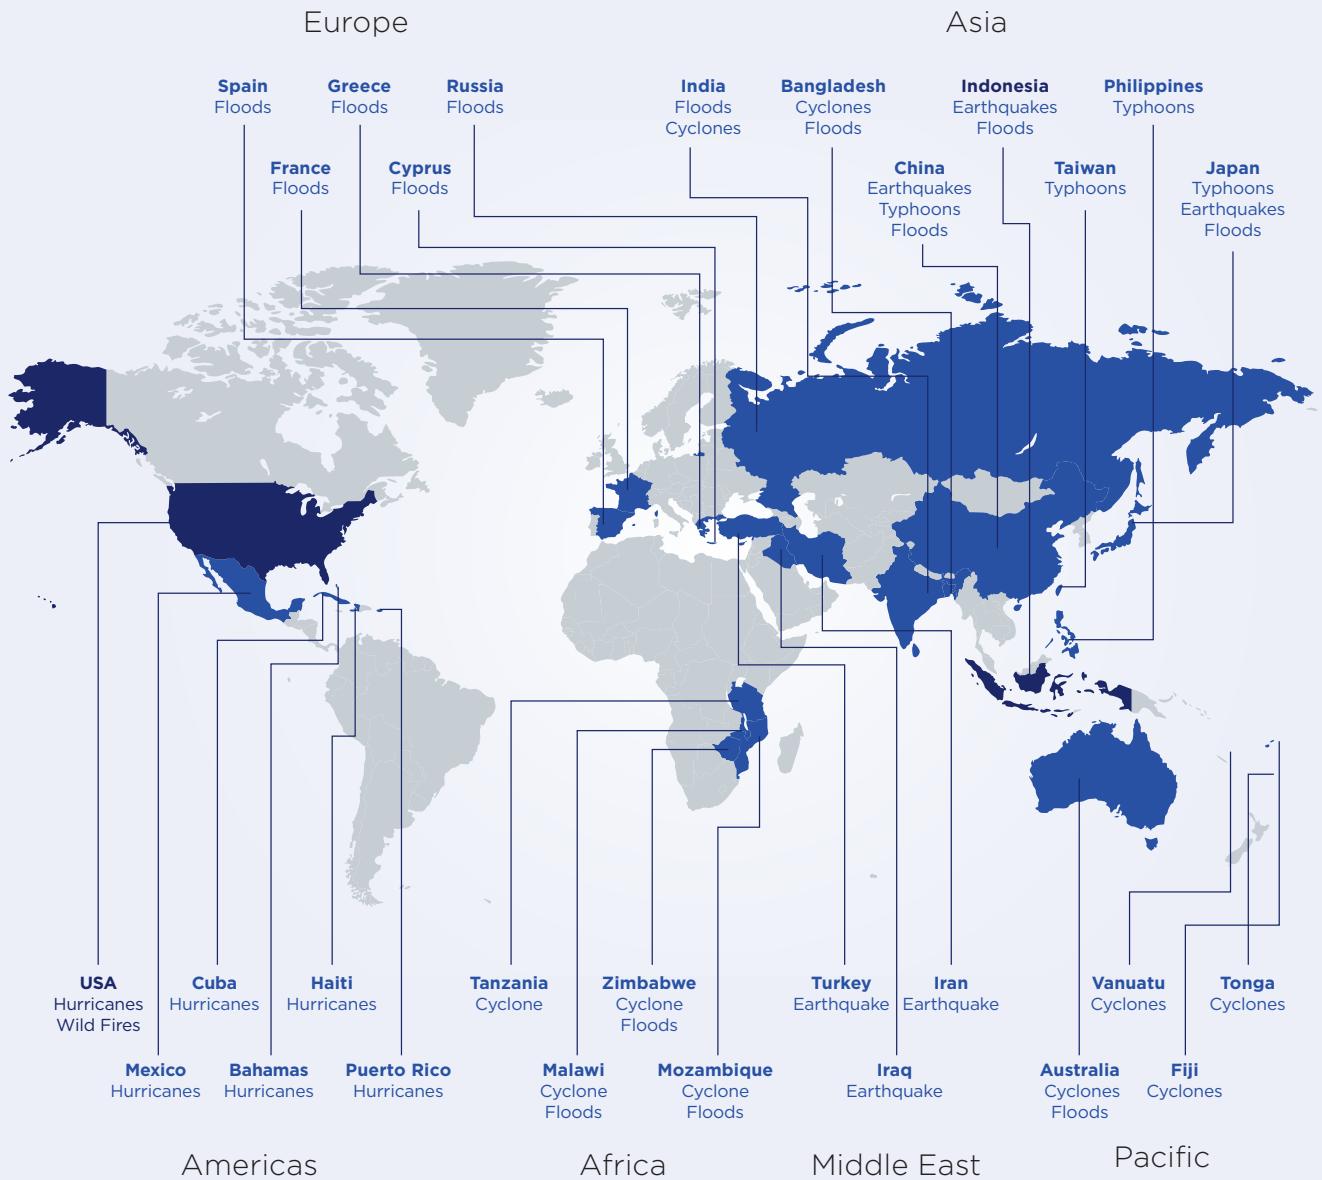 Europe
Asia
Spain
Floods
Greece
Floods
Russia
Floods
India
Floods
Cyclones
Bangladesh
Cyclones
Floods
Indonesia
Earthquakes
Floods
Philippines
Typhoons
France
Floods
Cyprus
Floods
China
Earthquakes
Typhoons
Floods
Taiwan
Typhoons
Japan
Typhoons
Earthquakes
Floods
USA
Hurricanes
Wild Fires
Cuba
Hurricanes
Haiti
Hurricanes
Tanzania
Cyclone
Zimbabwe
Cyclone
Floods
Turkey
Earthquake
Iran
Earthquake
Vanuatu
Cyclones
Tonga
Cyclones
Mexico
Hurricanes
Bahamas
Hurricanes
Puerto Rico
Hurricanes
Malawi
Cyclone
Floods
Mozambique
Cyclone
Floods
Iraq
Earthquake
Australia
Cyclones
Floods
Fiji
Cyclones
Americas
Africa
Middle East
Pacific